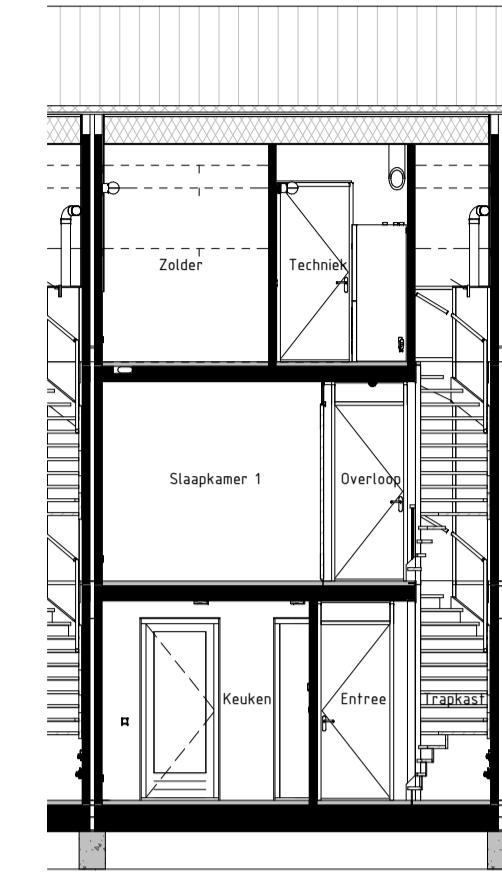 Zolder
Techniek
Slaapkamer 1
Overloop
Keuken
Entree
Trapkast